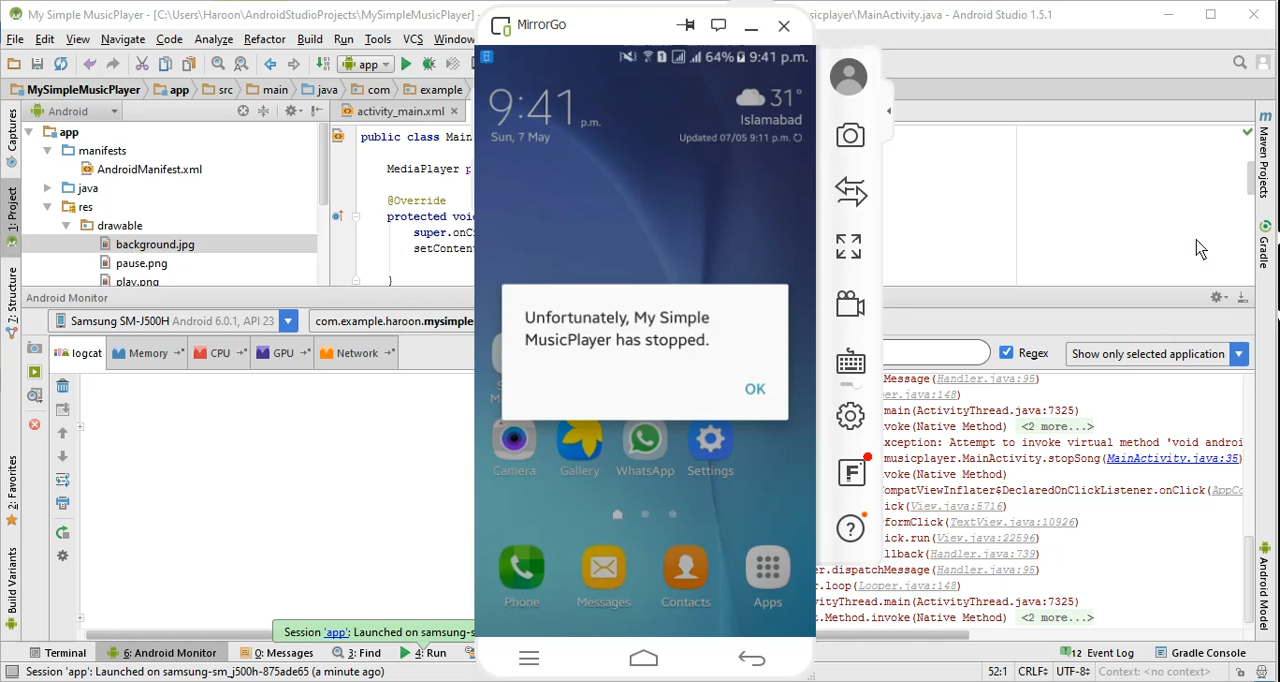 My Simple MusicPlayer - [C:\Users\Haroon\AndroidStudioProjects\MySimpleMusicPlayer]
MirrorGo
\MainActivity.java - Android Studio 1.5.1
File Edit View Navigate Code Analyze Refactor Build Run Tools VCS Window
app
64% 9:41 p.m.
MySimpleMusicPlayer app src main java com example
Android
activity_main.xml
9:41 p.m.
Sun, 7 May
31°
Islamabad
Updated 07/05 9:11 p.m.
app
manifests
AndroidManifest.xml
java
res
drawable
background.jpg
pause.png
play.png
public class Main
MediaPlayer p
@Override
protected voi
super.onC
setConten
}
Captures
1: Project
7: Structure
2: Favorites
Build Variants
Maven Projects
Gradle
Android Model
Android Monitor
Samsung SM-J500H Android 6.0.1, API 23
com.example.haroon.mysimple
logcat Memory CPU GPU Network
Regex
Show only selected application
Unfortunately, My Simple
MusicPlayer has stopped.
OK
Camera Gallery WhatsApp Settings
Phone Messages Contacts Apps
Message(Handler.java:95)
per.java:148)
main(ActivityThread.java:7325)
voke(Native Method) <2 more...>
xception: Attempt to invoke virtual method 'void androi
musicplayer.MainActivity.stopSong(MainActivity.java:35)
voke(Native Method)
CompatViewInflater$DeclaredOnClickListener.onClick(AppCo
ick(View.java:5716)
formClick(TextView.java:10926)
ick.run(View.java:22596)
llback(Handler.java:739)
er.dispatchMessage(Handler.java:95)
er.loop(Looper.java:148)
vityThread.main(ActivityThread.java:7325)
t.Method.invoke(Native Method) <2 more...>
Session 'app': Launched on samsung-s
Terminal 6: Android Monitor 0: Messages 3: Find 4: Run
12 Event Log Gradle Console
Session 'app': Launched on samsung-sm_j500h-875ade65 (a minute ago)
52:1 CRLF UTF-8 Context: <no context>